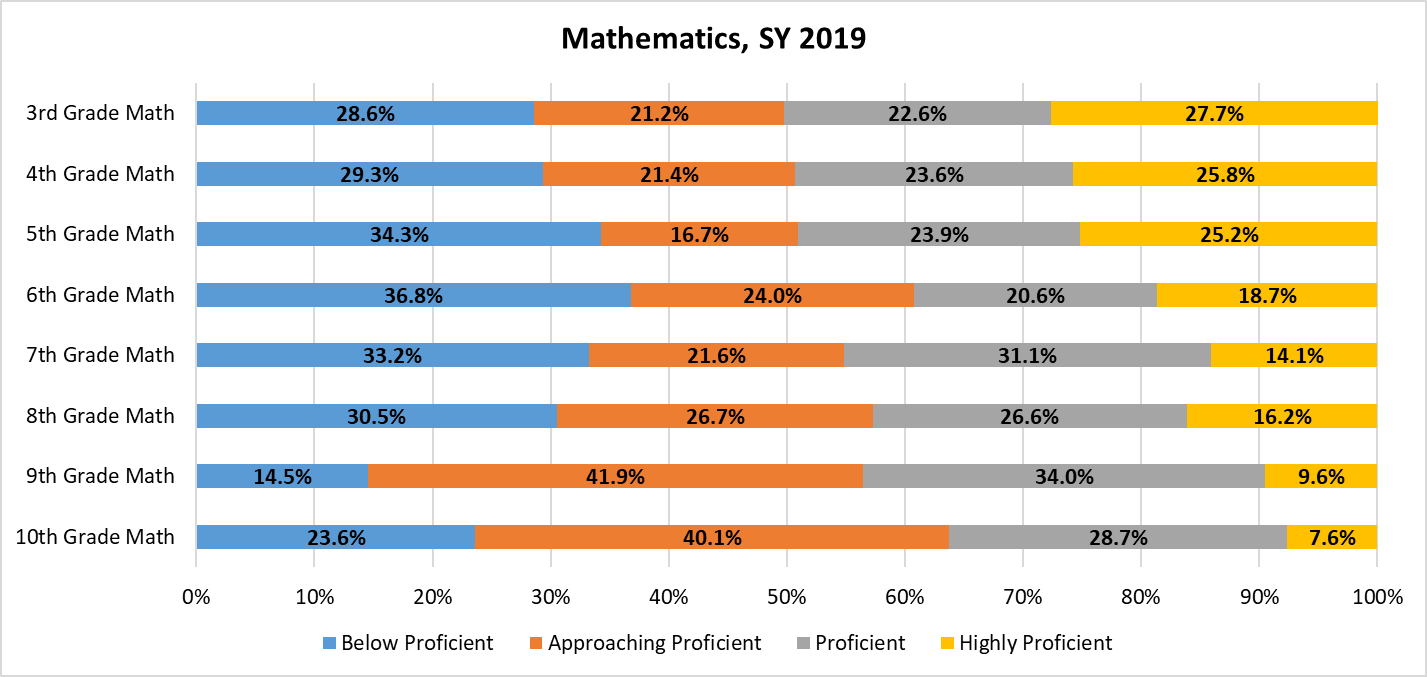 Mathematics, SY 2019
3rd Grade Math 28.6% 21.2% 22.6% 27.7%
4th Grade Math 29.3% 21.4% 23.6% 25.8%
5th Grade Math 34.3% 16.7% 23.9% 25.2%
6th Grade Math 36.8% 24.0% 20.6% 18.7%
7th Grade Math 33.2% 21.6% 31.1% 14.1%
8th Grade Math 30.5% 26.7% 26.6% 16.2%
9th Grade Math 14.5% 41.9% 34.0% 9.6%
10th Grade Math 23.6% 40.1% 28.7% 7.6%
0% 10% 20% 30% 40% 50% 60% 70% 80% 90% 100%
Below Proficient Approaching Proficient Proficient Highly Proficient